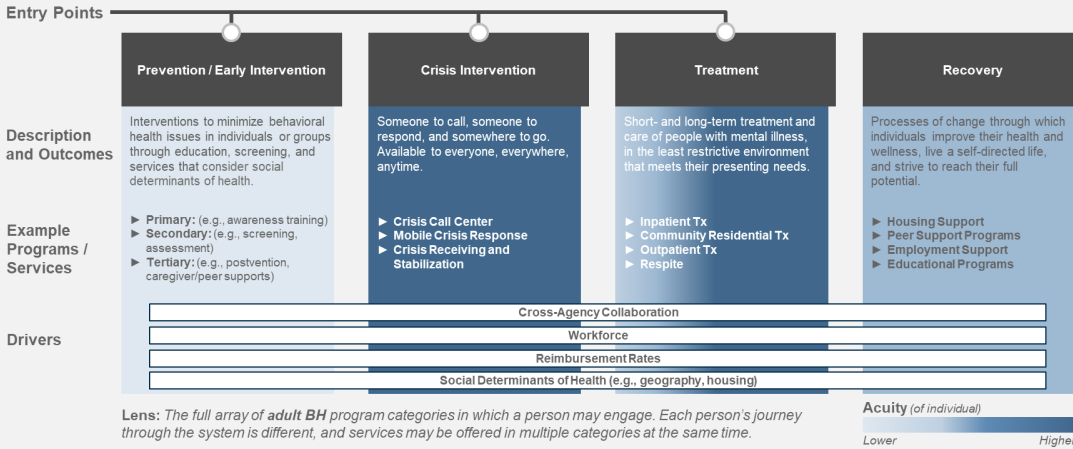 Entry Points
Prevention / Early Intervention
Crisis Intervention
Treatment
Recovery
Description
and Outcomes
Interventions to minimize behavioral
health issues in individuals or groups
through education, screening, and
services that consider social
determinants of health.
Someone to call, someone to
respond, and somewhere to go.
Available to everyone, everywhere,
anytime.
Short- and long-term treatment and
care of people with mental illness,
in the least restrictive environment
that meets their presenting needs.
Processes of change through which
individuals improve their health and
wellness, live a self-directed life,
and strive to reach their full
potential.
Example
Programs /
Services
► Primary: (e.g., awareness training)
► Secondary: (e.g., screening,
assessment)
► Tertiary: (e.g., postvention,
caregiver/peer supports)
► Crisis Call Center
► Mobile Crisis Response
► Crisis Receiving and
Stabilization
► Inpatient Tx
► Community Residential Tx
► Outpatient Tx
► Respite
► Housing Support
► Peer Support Programs
► Employment Support
► Educational Programs
Drivers
Cross-Agency Collaboration
Workforce
Reimbursement Rates
Social Determinants of Health (e.g., geography, housing)
Lens: The full array of adult BH program categories in which a person may engage. Each person's journey
through the system is different, and services may be offered in multiple categories at the same time.
Acuity (of individual)
Lower
Higher